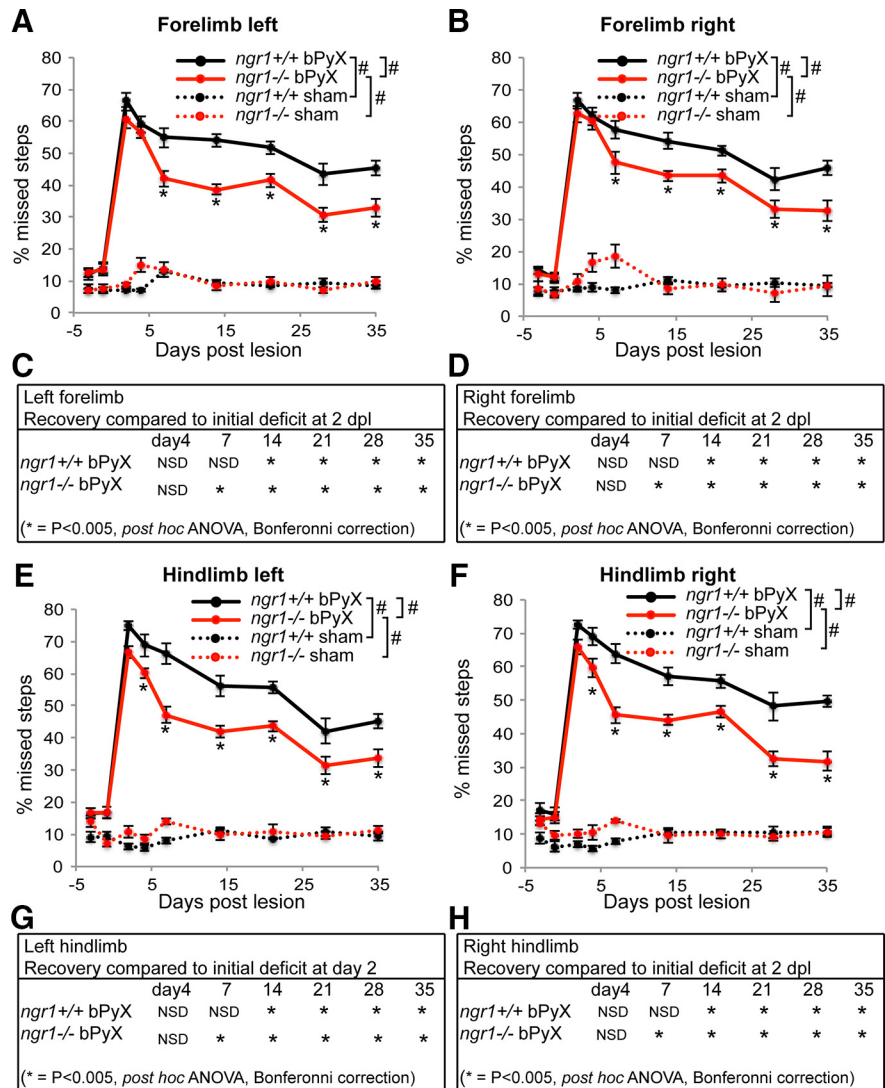 A
Forelimb left
80
70
60
50
40
30
20
10
0
% missed steps
ngr1+/+ bPyX
ngr1-/- bPyX
ngr1+/+ sham
ngr1-/- sham
# # #
* * * * *
-5 5 15 25 35
Days post lesion
B
Forelimb right
80
70
60
50
40
30
20
10
0
% missed steps
ngr1+/+ bPyX
ngr1-/- bPyX
ngr1+/+ sham
ngr1-/- sham
# # #
* * * * *
-5 5 15 25 35
Days post lesion
C
Left forelimb
Recovery compared to initial deficit at 2 dpl
day4 7 14 21 28 35
ngr1+/+ bPyX NSD NSD * * * *
ngr1-/- bPyX NSD * * * * *
(* = P<0.005, post hoc ANOVA, Bonferonni correction)
D
Right forelimb
Recovery compared to initial deficit at 2 dpl
day4 7 14 21 28 35
ngr1+/+ bPyX NSD NSD * * * *
ngr1-/- bPyX NSD * * * * *
(* = P<0.005, post hoc ANOVA, Bonferonni correction)
E
Hindlimb left
80
70
60
50
40
30
20
10
0
% missed steps
ngr1+/+ bPyX
ngr1-/- bPyX
ngr1+/+ sham
ngr1-/- sham
# # #
* * * * * *
-5 5 15 25 35
Days post lesion
F
Hindlimb right
80
70
60
50
40
30
20
10
0
% missed steps
ngr1+/+ bPyX
ngr1-/- bPyX
ngr1+/+ sham
ngr1-/- sham
# # #
* * * * * *
-5 5 15 25 35
Days post lesion
G
Left hindlimb
Recovery compared to initial deficit at day 2
day4 7 14 21 28 35
ngr1+/+ bPyX NSD NSD * * * *
ngr1-/- bPyX NSD * * * * *
(* = P<0.005, post hoc ANOVA, Bonferonni correction)
H
Right hindlimb
Recovery compared to initial deficit at 2 dpl
day4 7 14 21 28 35
ngr1+/+ bPyX NSD NSD * * * *
ngr1-/- bPyX NSD * * * * *
(* = P<0.005, post hoc ANOVA, Bonferonni correction)